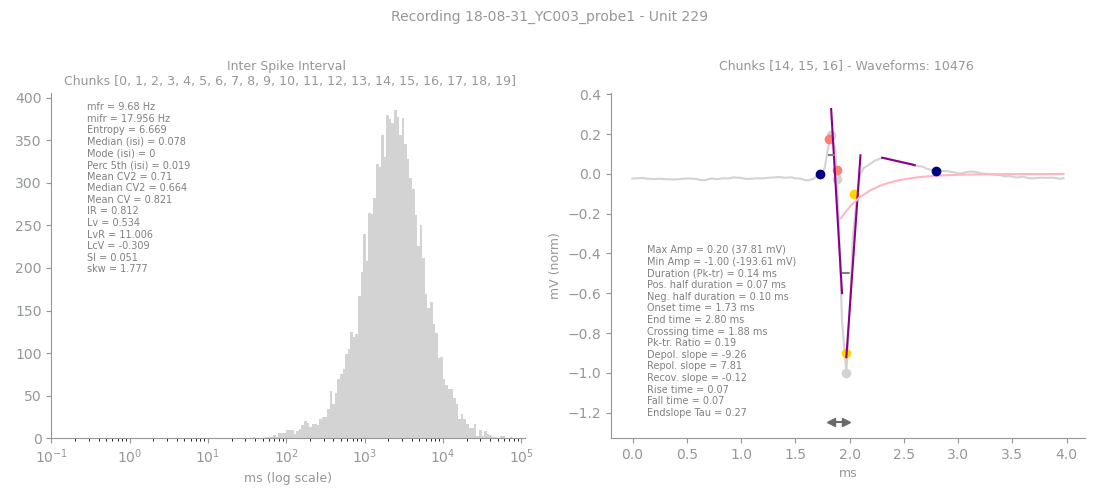 Recording 18-08-31_YC003_probe1 - Unit 229
Inter Spike Interval
Chunks [0, 1, 2, 3, 4, 5, 6, 7, 8, 9, 10, 11, 12, 13, 14, 15, 16, 17, 18, 19]
400
350
300
250
200
150
100
50
0
mfr = 9.68 Hz
mifr = 17.956 Hz
Entropy = 6.669
Median (isi) = 0.078
Mode (isi) = 0
Perc 5th (isi) = 0.019
Mean CV2 = 0.71
Median CV2 = 0.664
Mean CV = 0.821
IR = 0.812
Lv = 0.534
LvR = 11.006
LcV = -0.309
SI = 0.051
skw = 1.777
10⁻¹ 10⁰ 10¹ 10² 10³ 10⁴ 10⁵
ms (log scale)
Chunks [14, 15, 16] - Waveforms: 10476
mV (norm)
0.4
0.2
0.0
−0.2
−0.4
−0.6
−0.8
−1.0
−1.2
Max Amp = 0.20 (37.81 mV)
Min Amp = -1.00 (-193.61 mV)
Duration (Pk-tr) = 0.14 ms
Pos. half duration = 0.07 ms
Neg. half duration = 0.10 ms
Onset time = 1.73 ms
End time = 2.80 ms
Crossing time = 1.88 ms
Pk-tr. Ratio = 0.19
Depol. slope = -9.26
Repol. slope = 7.81
Recov. slope = -0.12
Rise time = 0.07
Fall time = 0.07
Endslope Tau = 0.27
0.0 0.5 1.0 1.5 2.0 2.5 3.0 3.5 4.0
ms